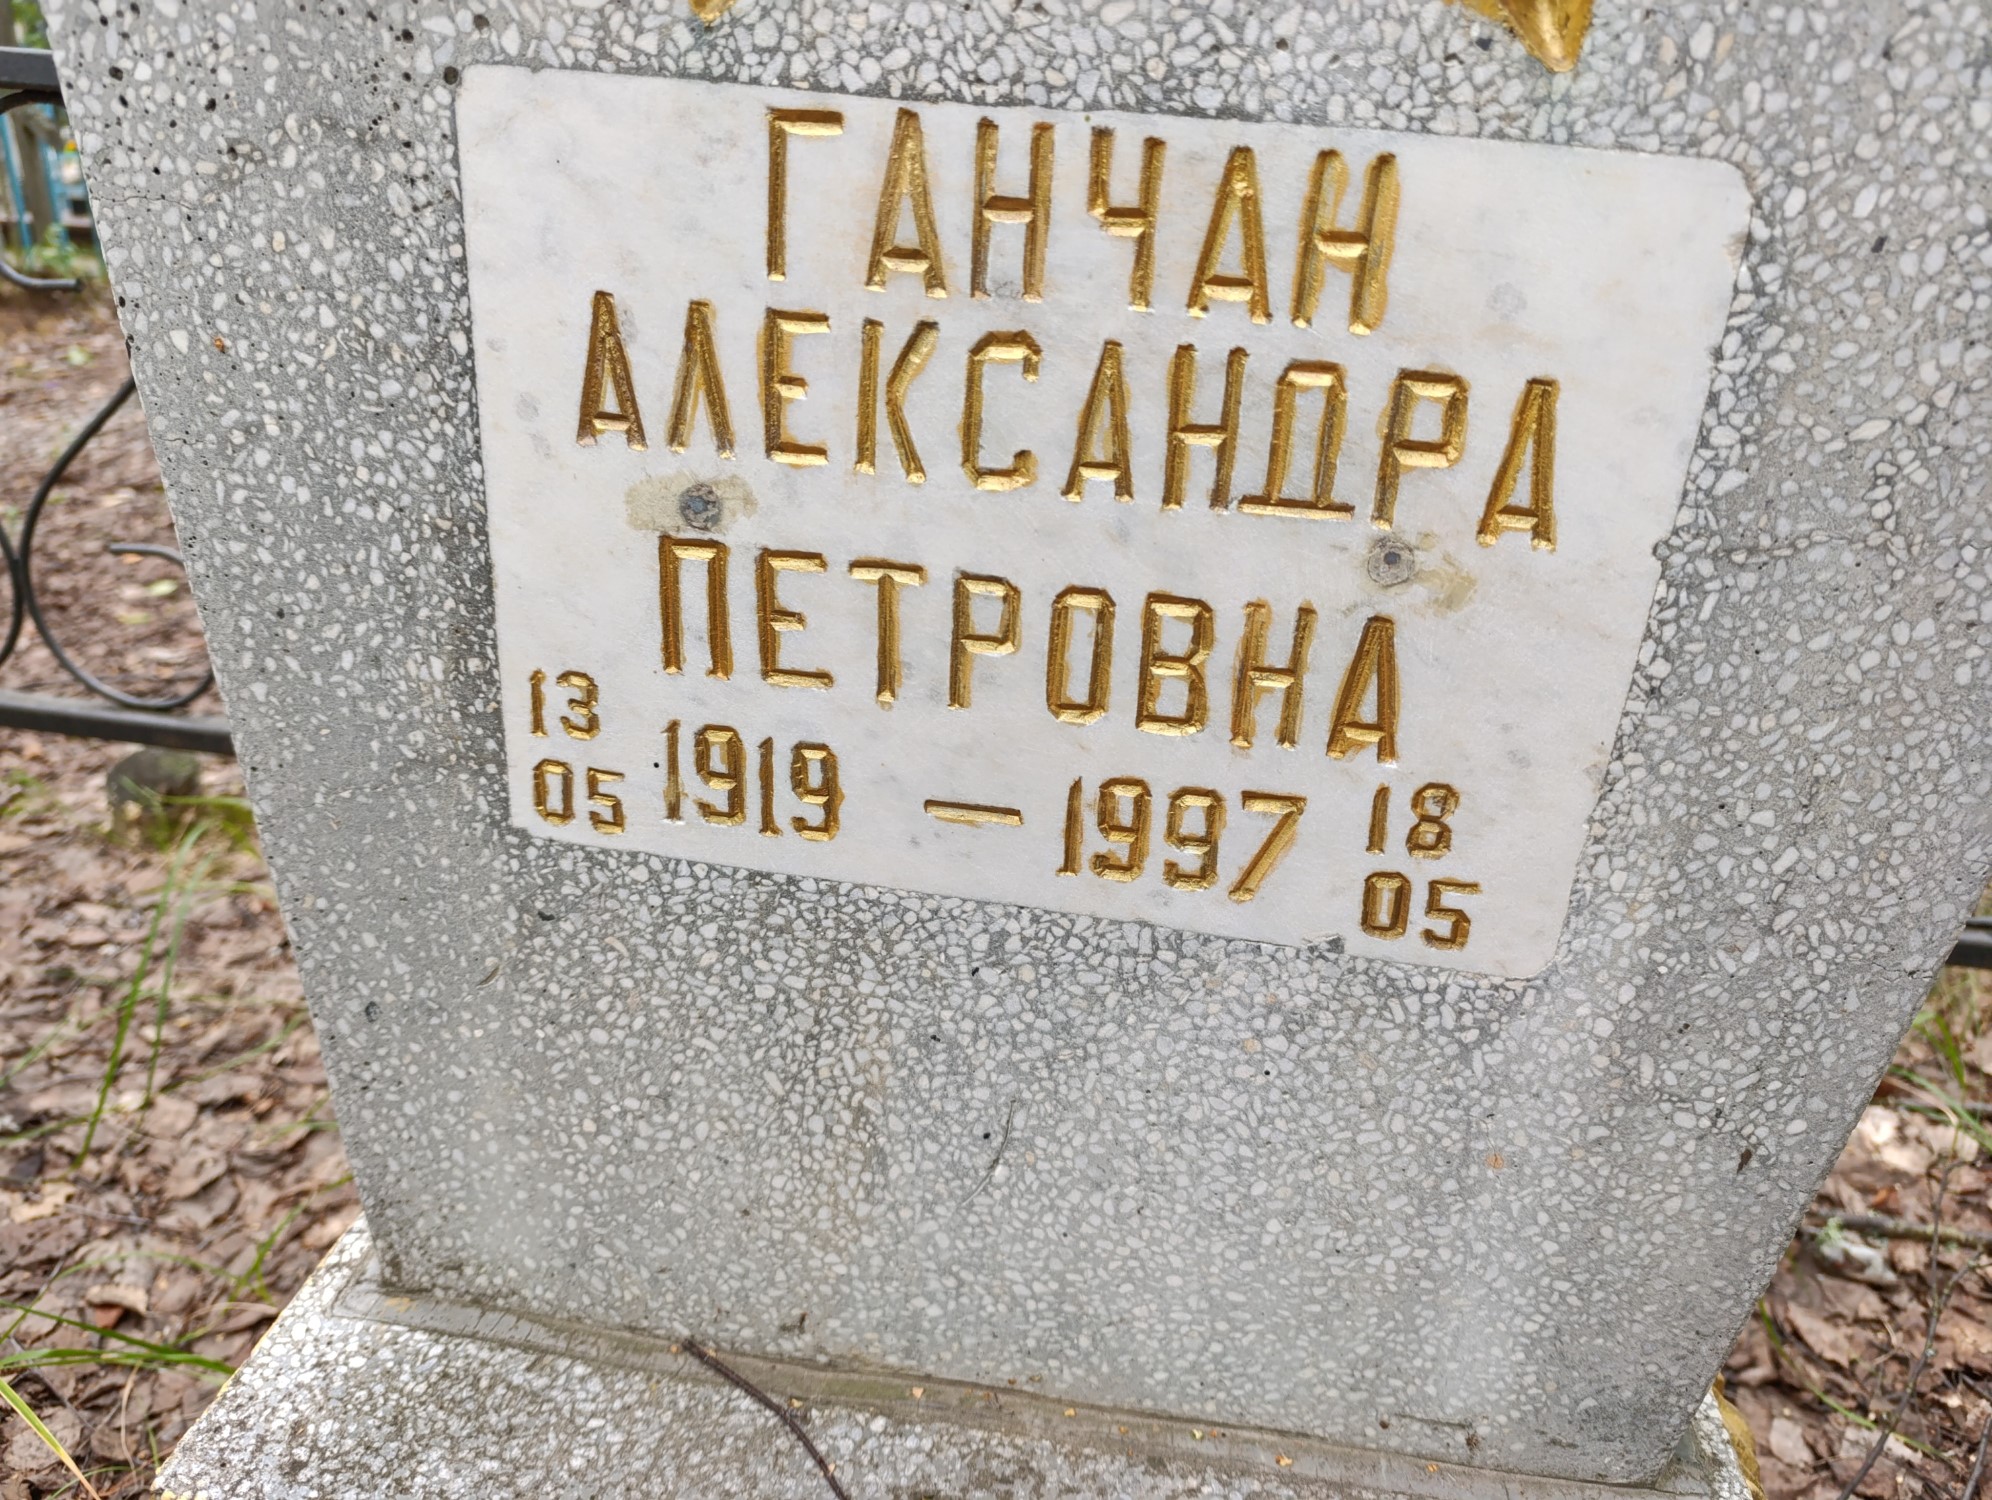 ГАНЧАН
АЛЕКСАНДРА
ПЕТРОВНА
13
05 1919 — 1997 18
05